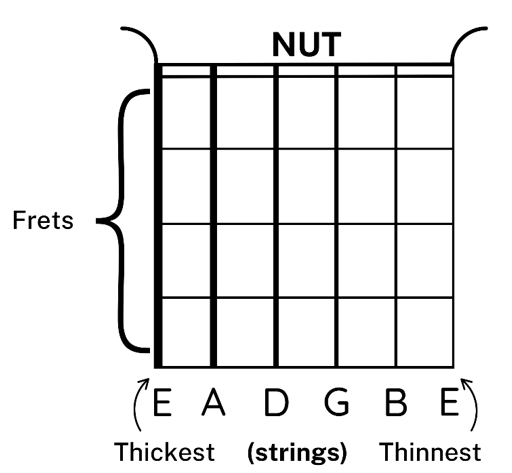 NUT
Frets
E A D G B E
Thickest (strings) Thinnest